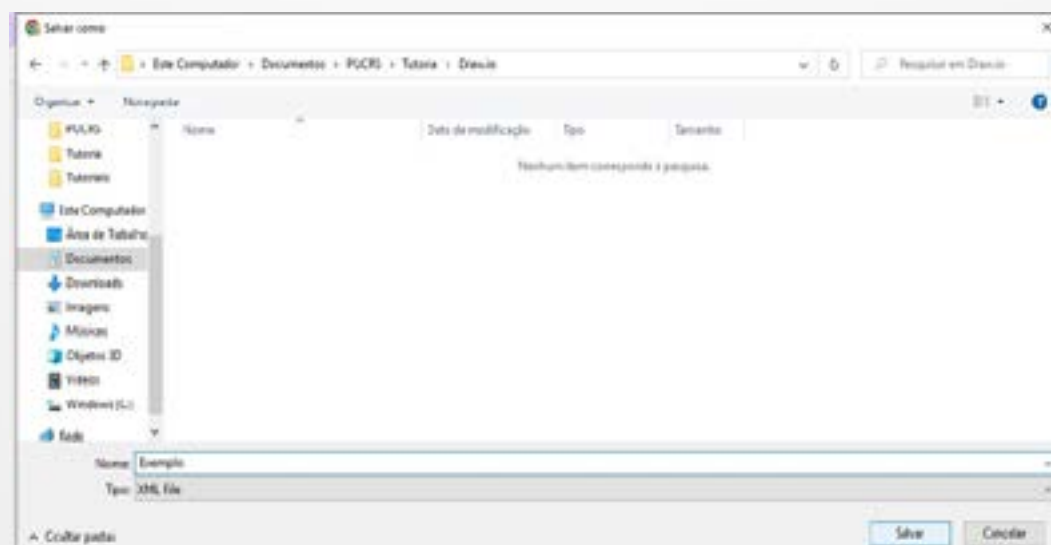 Salvar como
Este Computador › Documentos › PUCRS › Tutoria › Draw.io
Pesquisar em Draw.io
Organizar
Nova pasta
Nome
Data de modificação
Tipo
Tamanho
Nenhum item corresponde à pesquisa.
PUCRS
Tutoria
Tutoriais
Este Computador
Área de Trabalho
Documentos
Downloads
Imagens
Músicas
Objetos 3D
Vídeos
Windows (C:)
Rede
Nome: Exemplo
Tipo: XML File
Ocultar pastas
Salvar
Cancelar